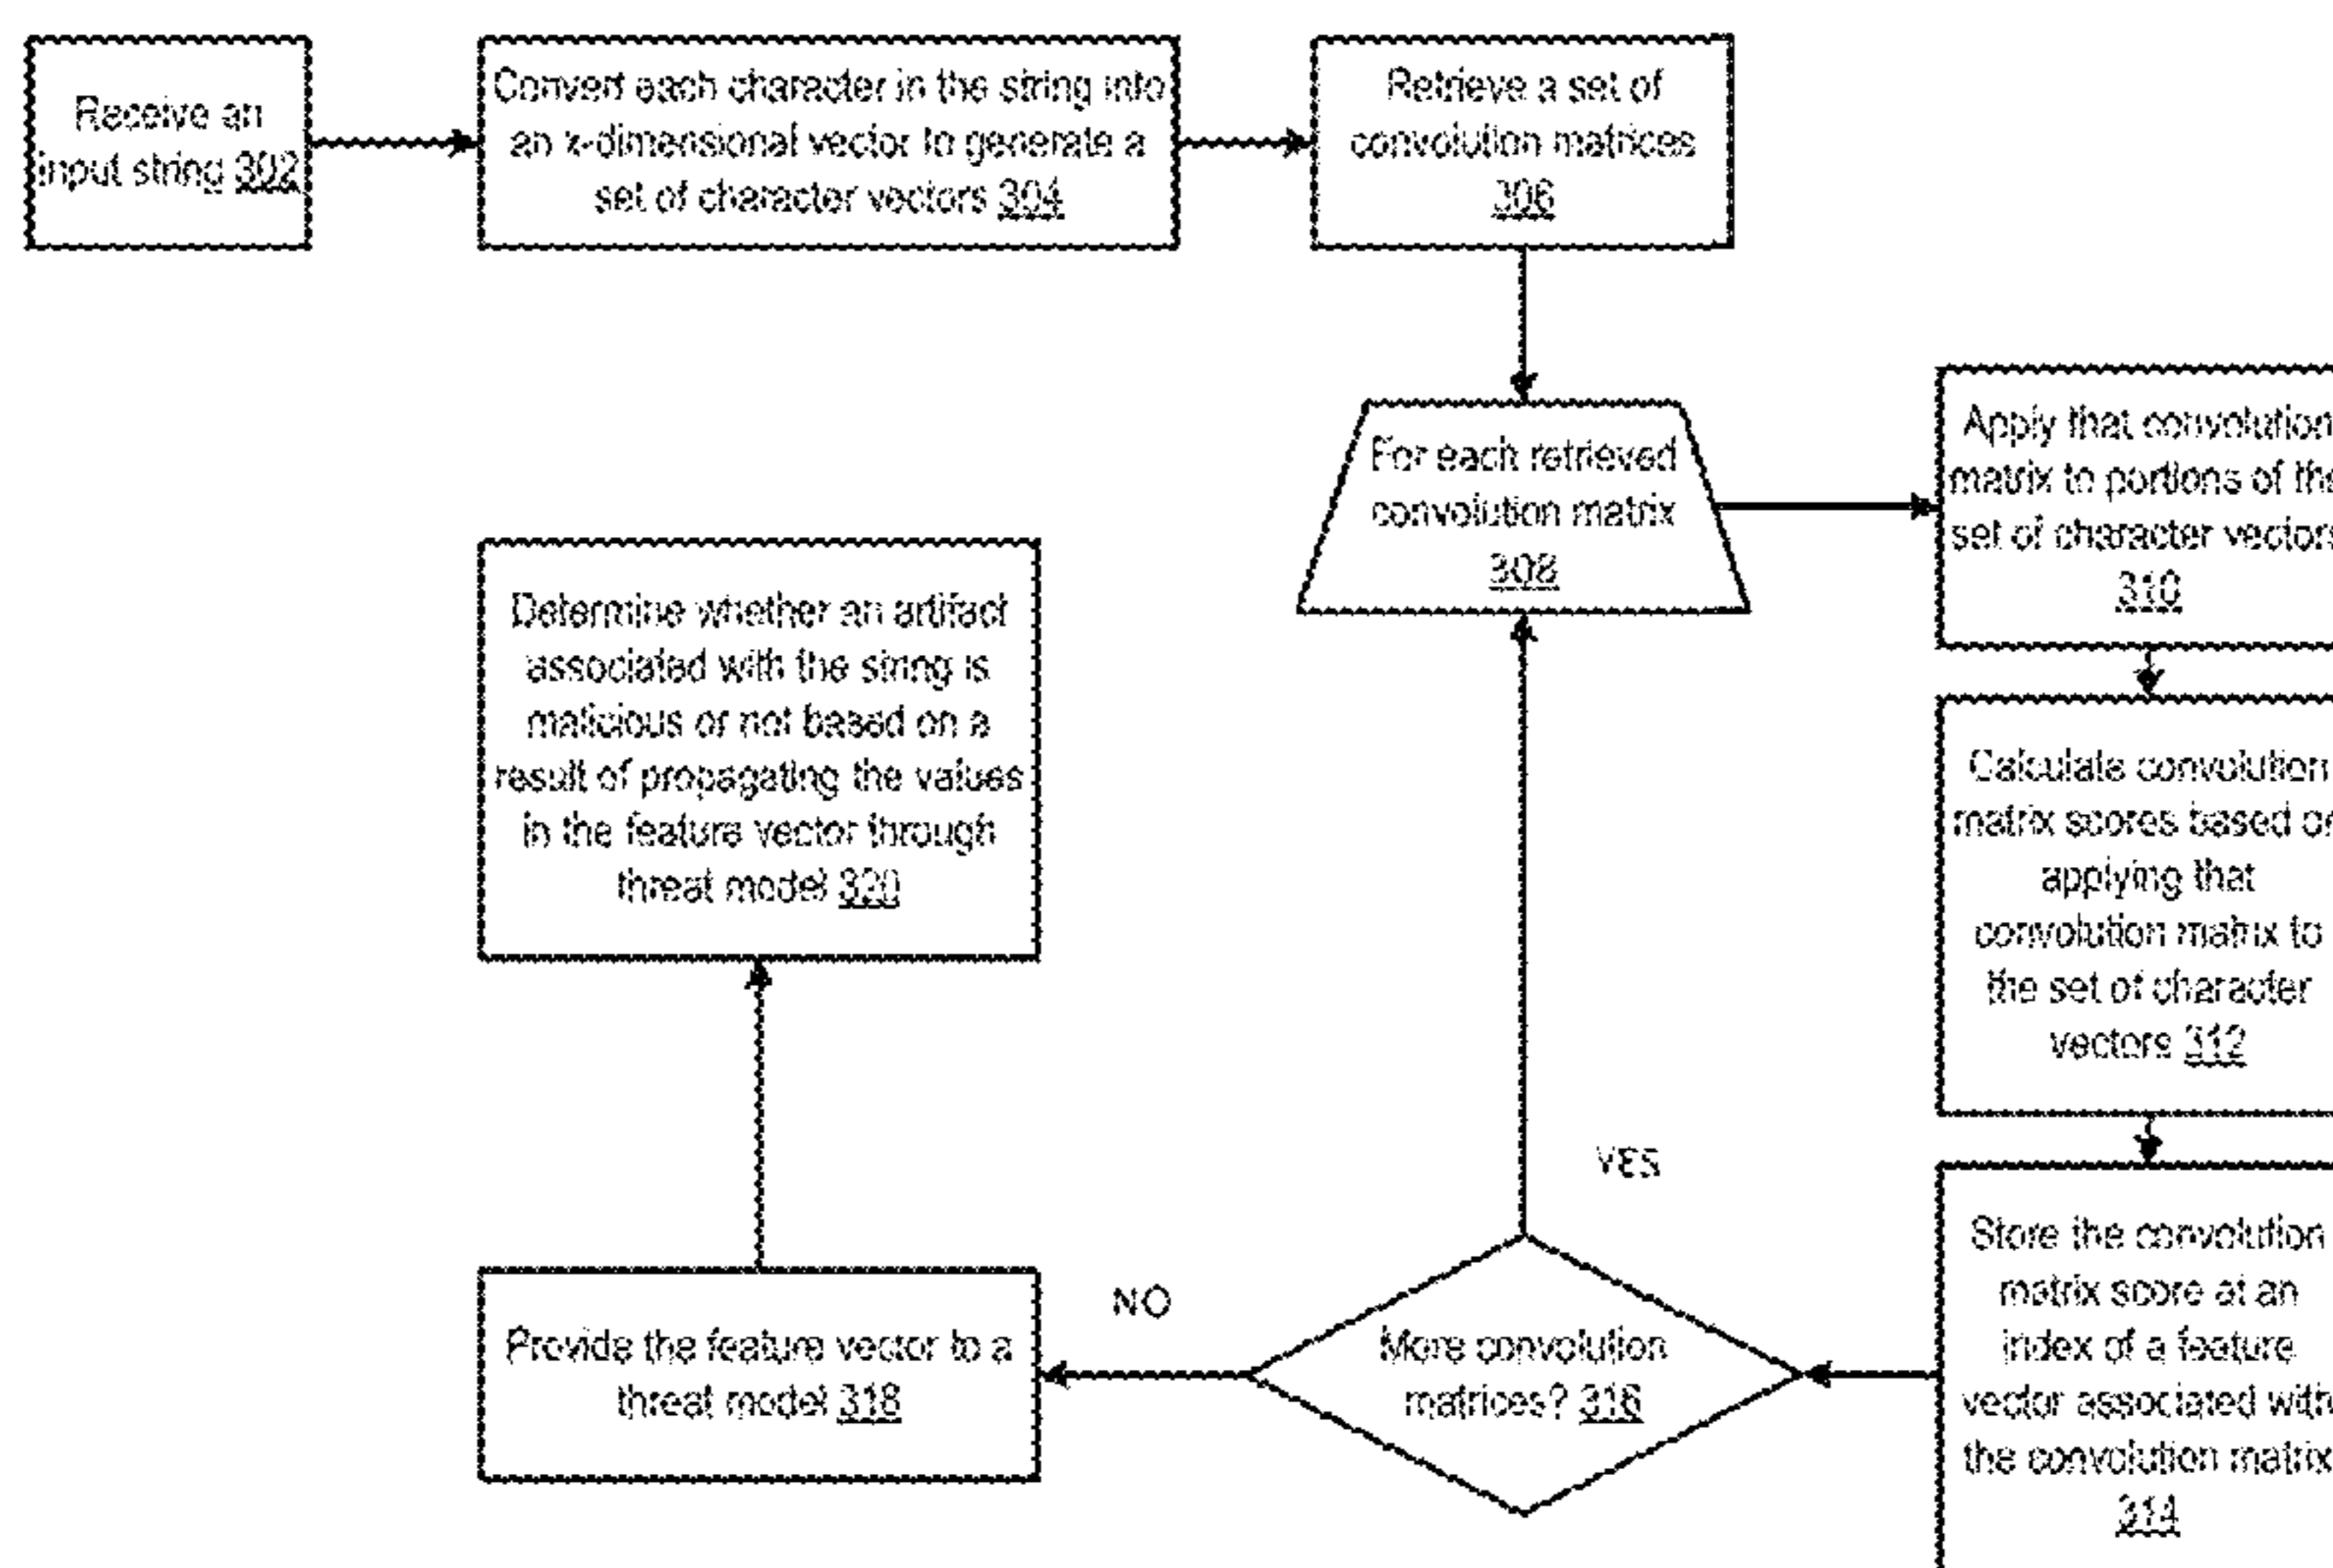 Receive an
input string 302
Convert each character in the string into
an x-dimensional vector to generate a
set of character vectors 304
Retrieve a set of
convolution matrices
306
For each retrieved
convolution matrix
308
Apply that convolution
matrix to portions of the
set of character vectors
310
Calculate convolution
matrix scores based on
applying that
convolution matrix to
the set of character
vectors 312
Store the convolution
matrix score at an
index of a feature
vector associated with
the convolution matrix
314
More convolution
matrices? 316
YES
NO
Provide the feature vector to a
threat model 318
Determine whether an artifact
associated with the string is
malicious or not based on a
result of propagating the values
in the feature vector through
threat model 320